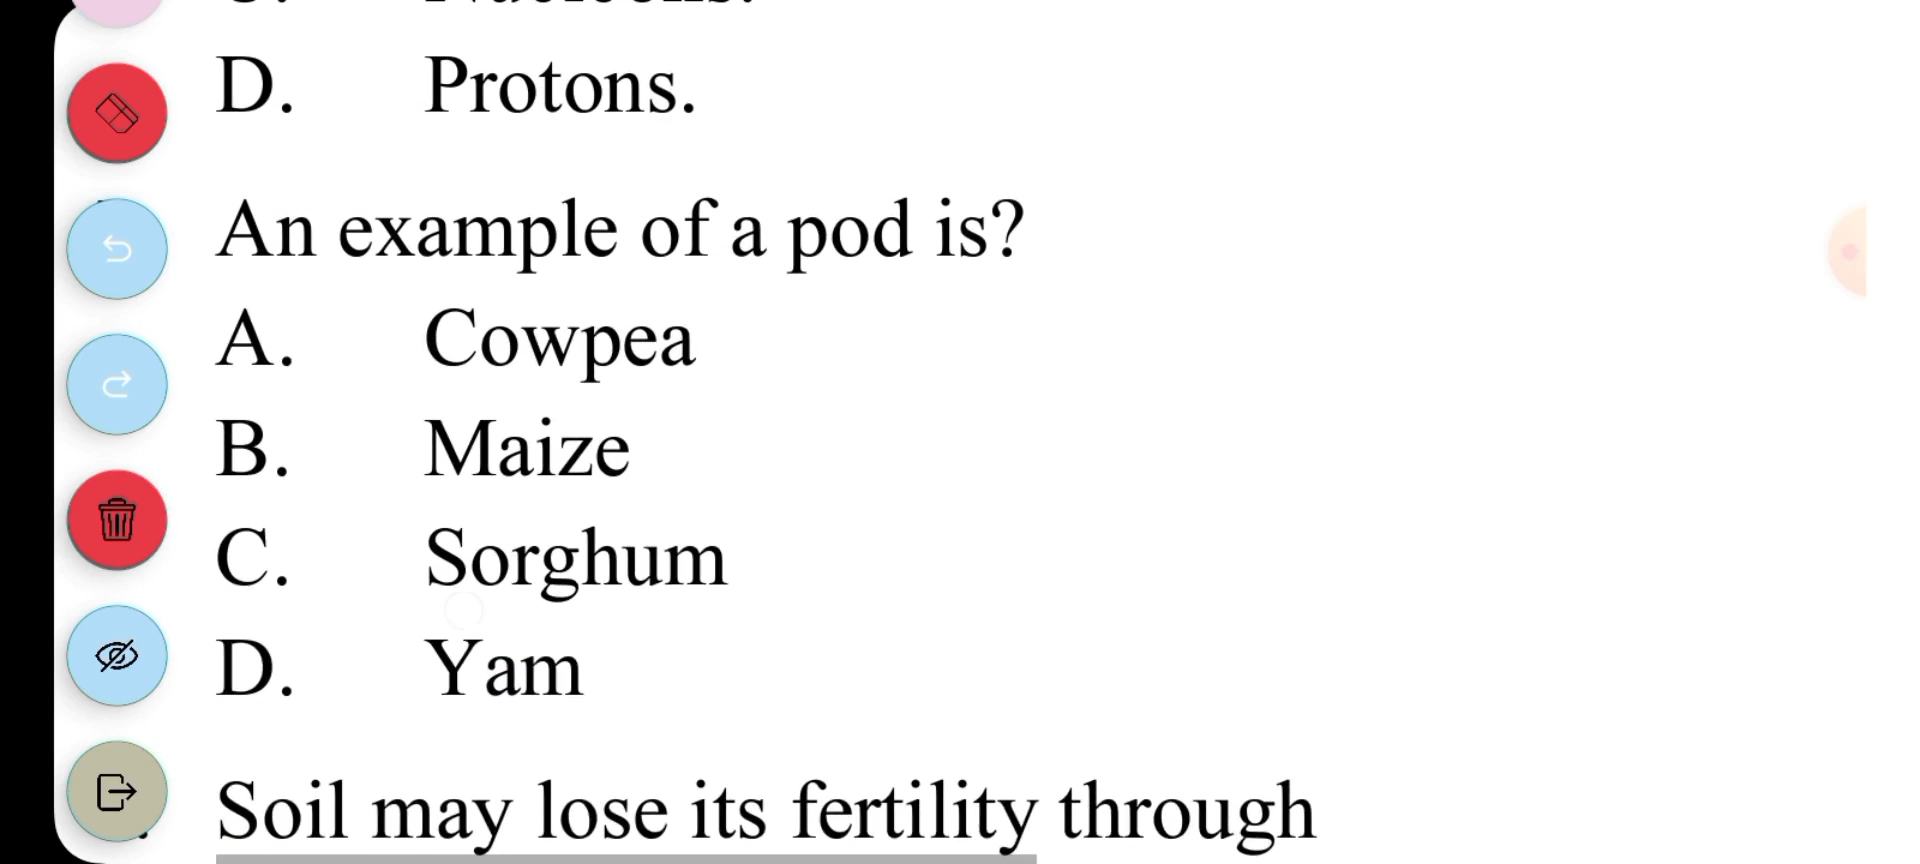 D. Protons.
An example of a pod is?
A. Cowpea
B. Maize
C. Sorghum
D. Yam
Soil may lose its fertility through